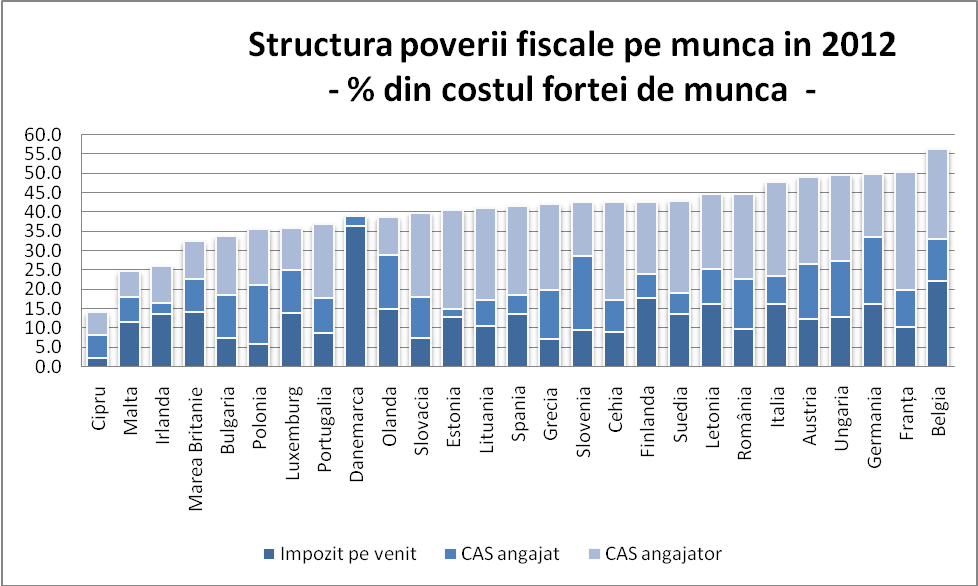 Structura poverii fiscale pe munca in 2012
- % din costul fortei de munca -
60.0
55.0
50.0
45.0
40.0
35.0
30.0
25.0
20.0
15.0
10.0
5.0
0.0
Cipru
Malta
Irlanda
Marea Britanie
Bulgaria
Polonia
Luxemburg
Portugalia
Danemarca
Olanda
Slovacia
Estonia
Lituania
Spania
Grecia
Slovenia
Cehia
Finlanda
Suedia
Letonia
România
Italia
Austria
Ungaria
Germania
Franța
Belgia
Impozit pe venit CAS angajat CAS angajator